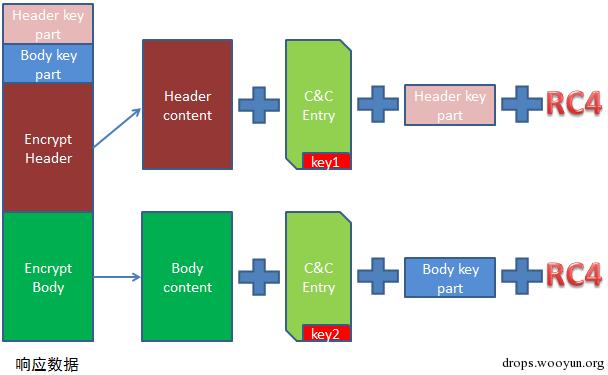 Header key
part
Body key
part
Encrypt
Header
Encrypt
Body
Header
content
C&C
Entry
key1
Header key
part
RC4
Body
content
C&C
Entry
key2
Body key
part
RC4
响应数据
drops.wooyun.org